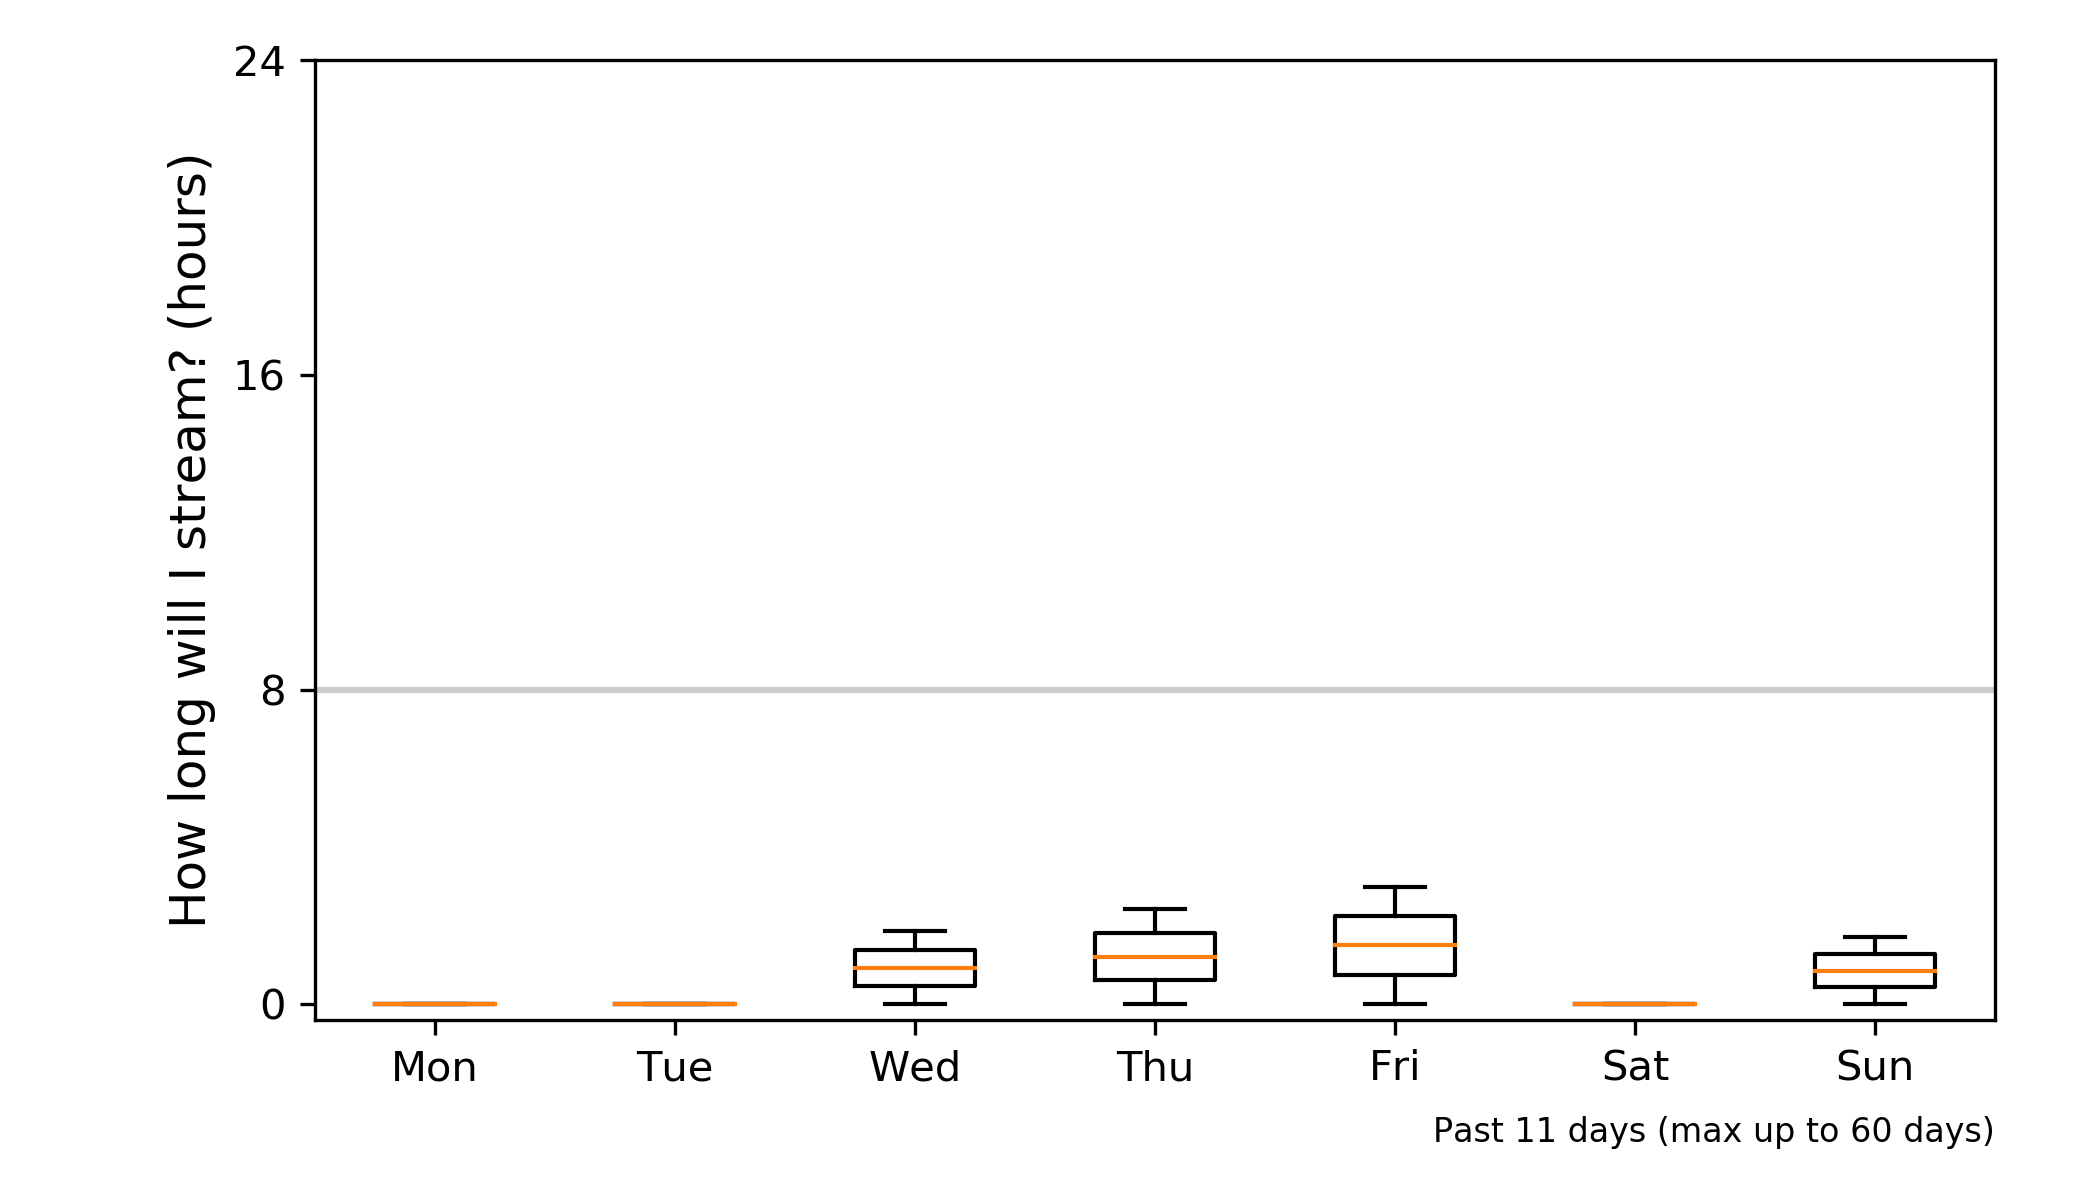 How long will I stream? (hours)
24
16
8
0
Mon Tue Wed Thu Fri Sat Sun
Past 11 days (max up to 60 days)